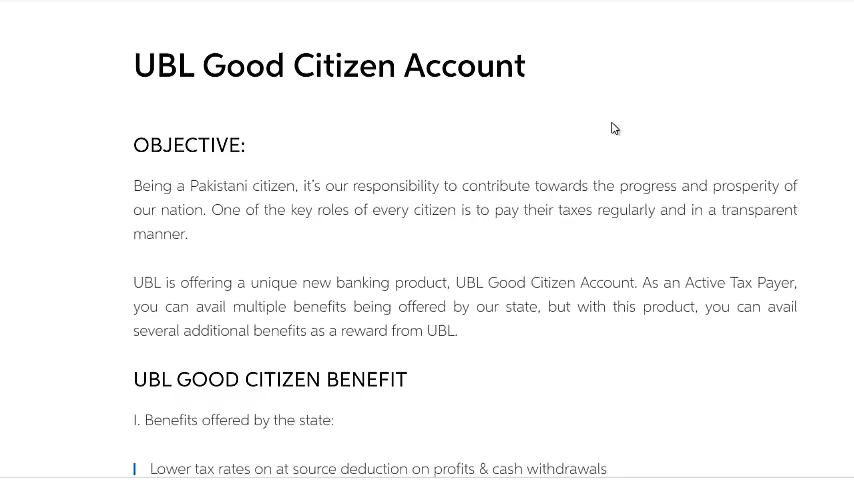 UBL Good Citizen Account
OBJECTIVE:
Being a Pakistani citizen, it's our responsibility to contribute towards the progress and prosperity of
our nation. One of the key roles of every citizen is to pay their taxes regularly and in a transparent
manner.
UBL is offering a unique new banking product, UBL Good Citizen Account. As an Active Tax Payer,
you can avail multiple benefits being offered by our state, but with this product, you can avail
several additional benefits as a reward from UBL.
UBL GOOD CITIZEN BENEFIT
I. Benefits offered by the state:
Lower tax rates on at source deduction on profits & cash withdrawals